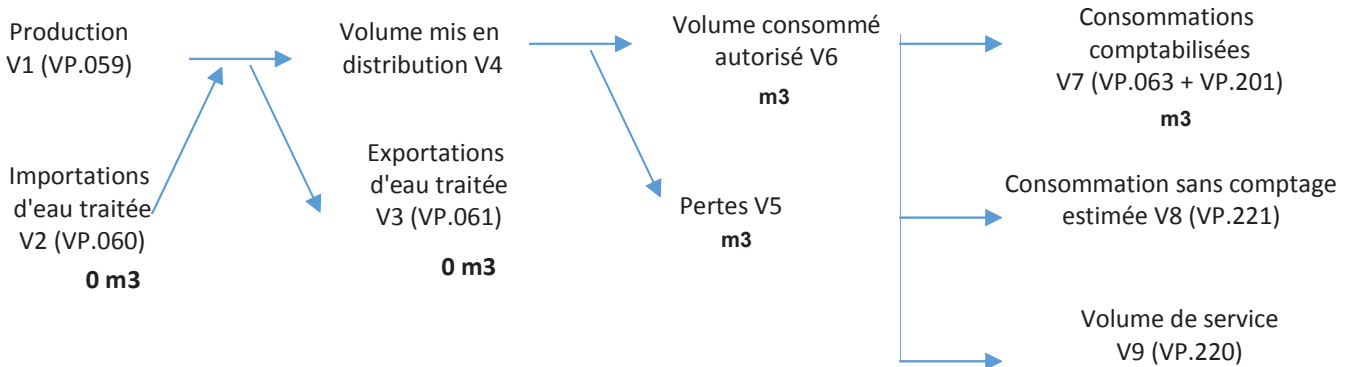 Production
V1 (VP.059)
Importations
d'eau traitée
V2 (VP.060)
0 m3
Volume mis en
distribution V4
Exportations
d'eau traitée
V3 (VP.061)
0 m3
Volume consommé
autorisé V6
m3
Pertes V5
m3
Consommations
comptabilisées
V7 (VP.063 + VP.201)
m3
Consommation sans comptage
estimée V8 (VP.221)
Volume de service
V9 (VP.220)